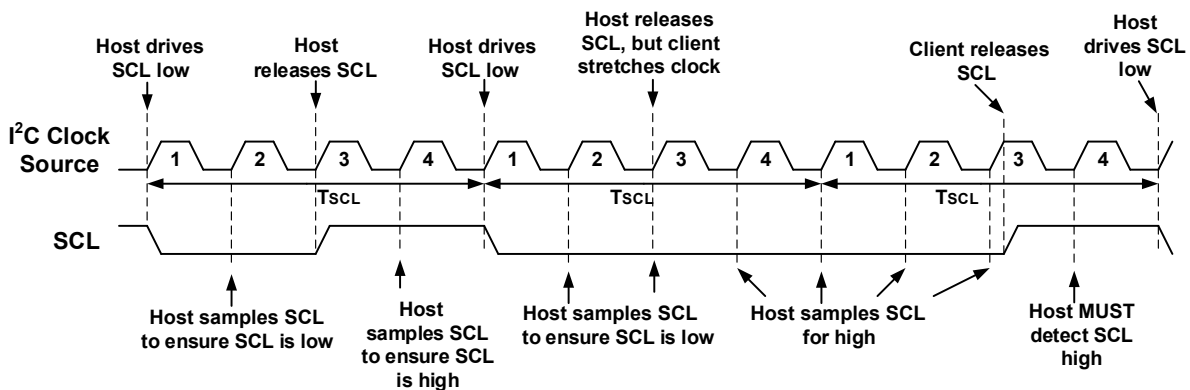 Host drives
SCL low
Host
releases SCL
Host drives
SCL low
Host releases
SCL, but client
stretches clock
Client releases
SCL
Host
drives SCL
low
I²C Clock
Source
1 2 3 4 1 2 3 4 1 2 3 4
TSCL TSCL TSCL
SCL
Host samples SCL
to ensure SCL is low
Host
samples SCL
to ensure SCL
is high
Host samples SCL
to ensure SCL is low
Host samples SCL
for high
Host MUST
detect SCL
high